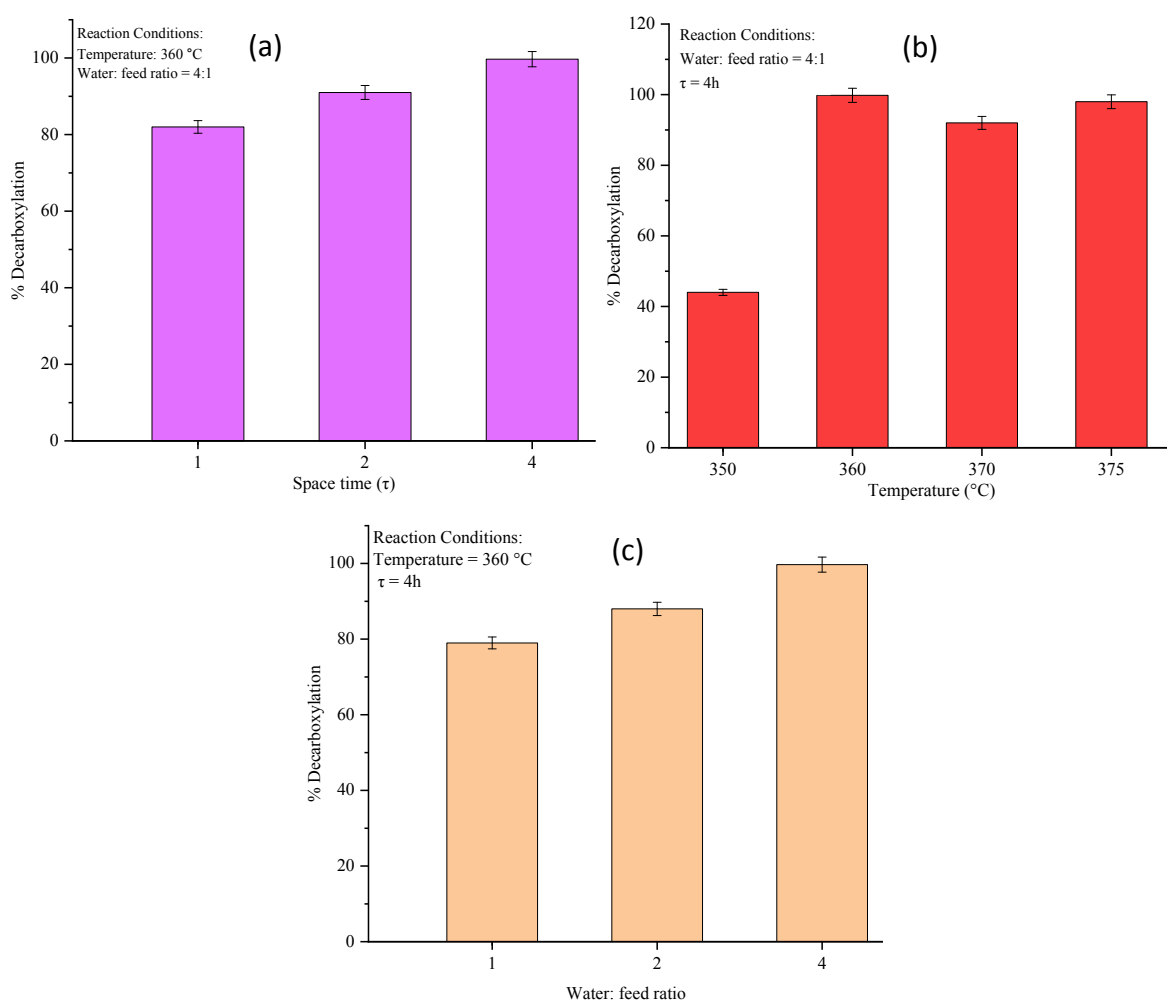 Reaction Conditions:
Temperature: 360 °C
Water: feed ratio = 4:1
(a)
100
80
60
40
20
0
% Decarboxylation
1 2 4
Space time (τ)
Reaction Conditions:
Water: feed ratio = 4:1
τ = 4h
(b)
120
100
80
60
40
20
0
% Decarboxylation
350 360 370 375
Temperature (°C)
Reaction Conditions:
Temperature = 360 °C
τ = 4h
(c)
100
80
60
40
20
0
% Decarboxylation
1 2 4
Water: feed ratio